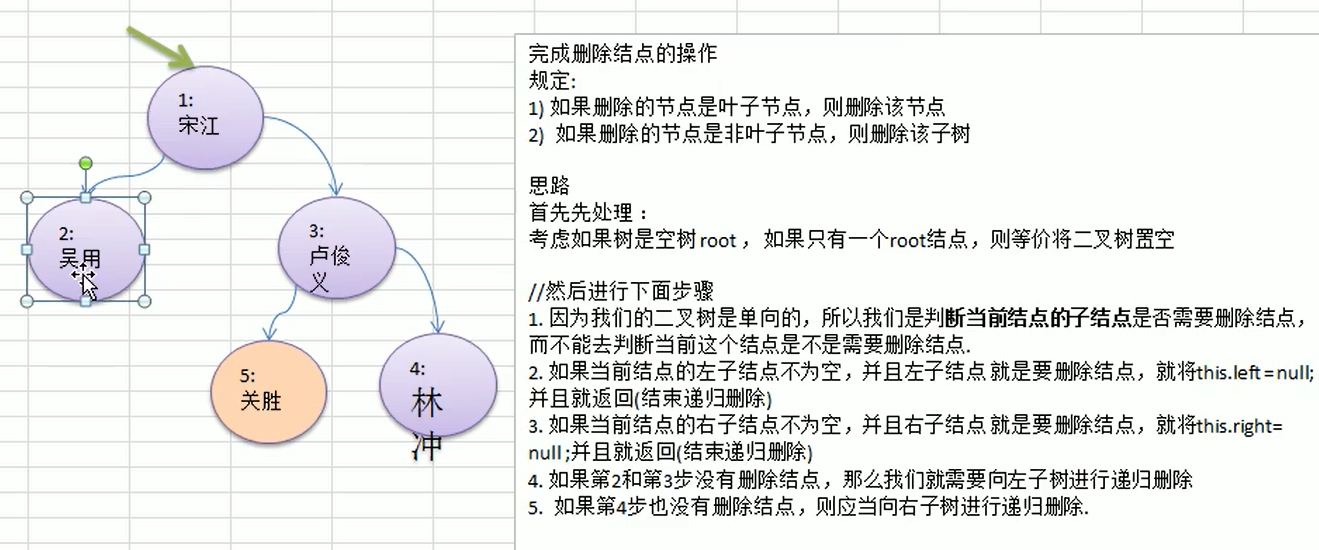 1:
宋江
2:
吴用
3:
卢俊
义
5:
关胜
4:
林
冲
完成删除结点的操作
规定:
1) 如果删除的节点是叶子节点，则删除该节点
2) 如果删除的节点是非叶子节点，则删除该子树
思路
首先先处理：
考虑如果树是空树root，如果只有一个root结点，则等价将二叉树置空
//然后进行下面步骤
1. 因为我们的二叉树是单向的，所以我们是判断当前结点的子结点是否需要删除结点，
而不能去判断当前这个结点是不是需要删除结点.
2. 如果当前结点的左子结点不为空，并且左子结点 就是要删除结点，就将this.left=null;
并且就返回(结束递归删除)
3. 如果当前结点的右子结点不为空，并且右子结点 就是要删除结点，就将this.right=
null ;并且就返回(结束递归删除)
4. 如果第2和第3步没有删除结点，那么我们就需要向左子树进行递归删除
5. 如果第4步也没有删除结点，则应当向右子树进行递归删除.